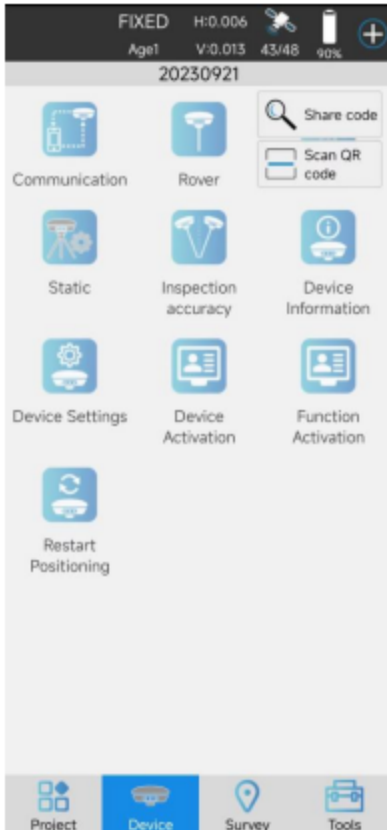 FIXED H:0.006
Age1 V:0.013 43/48 90%
20230921
Share code
Scan QR
code
Communication
Rover
Static
Inspection
accuracy
Device
Information
Device Settings
Device
Activation
Function
Activation
Restart
Positioning
Project
Device
Survey
Tools